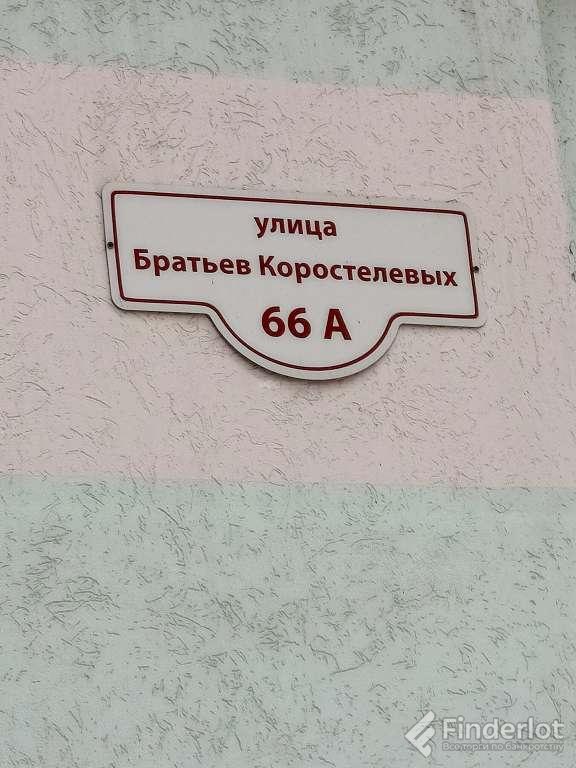 улица
Братьев Коростелевых
66 А
Finderlot
Все торги по банкротству